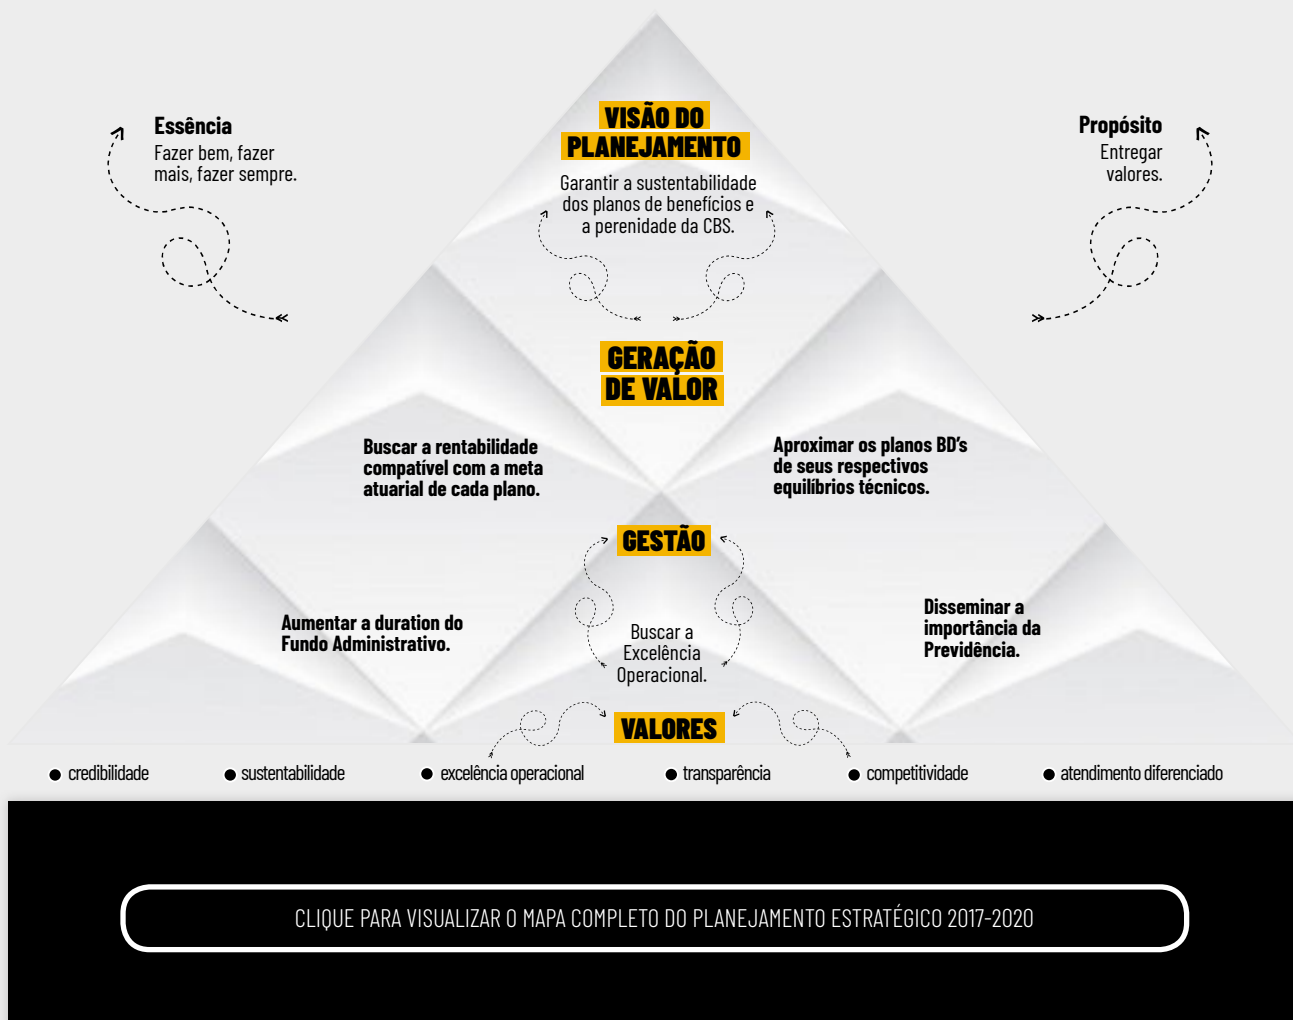 Essência
Fazer bem, fazer
mais, fazer sempre.
VISÃO DO
PLANEJAMENTO
Garantir a sustentabilidade
dos planos de benefícios e
a perenidade da CBS.
Propósito
Entregar
valores.
GERAÇÃO
DE VALOR
Buscar a rentabilidade
compatível com a meta
atuarial de cada plano.
Aproximar os planos BD's
de seus respectivos
equilíbrios técnicos.
GESTÃO
Aumentar a duration do
Fundo Administrativo.
Buscar a
Excelência
Operacional.
Disseminar a
importância da
Previdência.
VALORES
● credibilidade
● sustentabilidade
● excelência operacional
● transparência
● competitividade
● atendimento diferenciado
CLIQUE PARA VISUALIZAR O MAPA COMPLETO DO PLANEJAMENTO ESTRATÉGICO 2017-2020